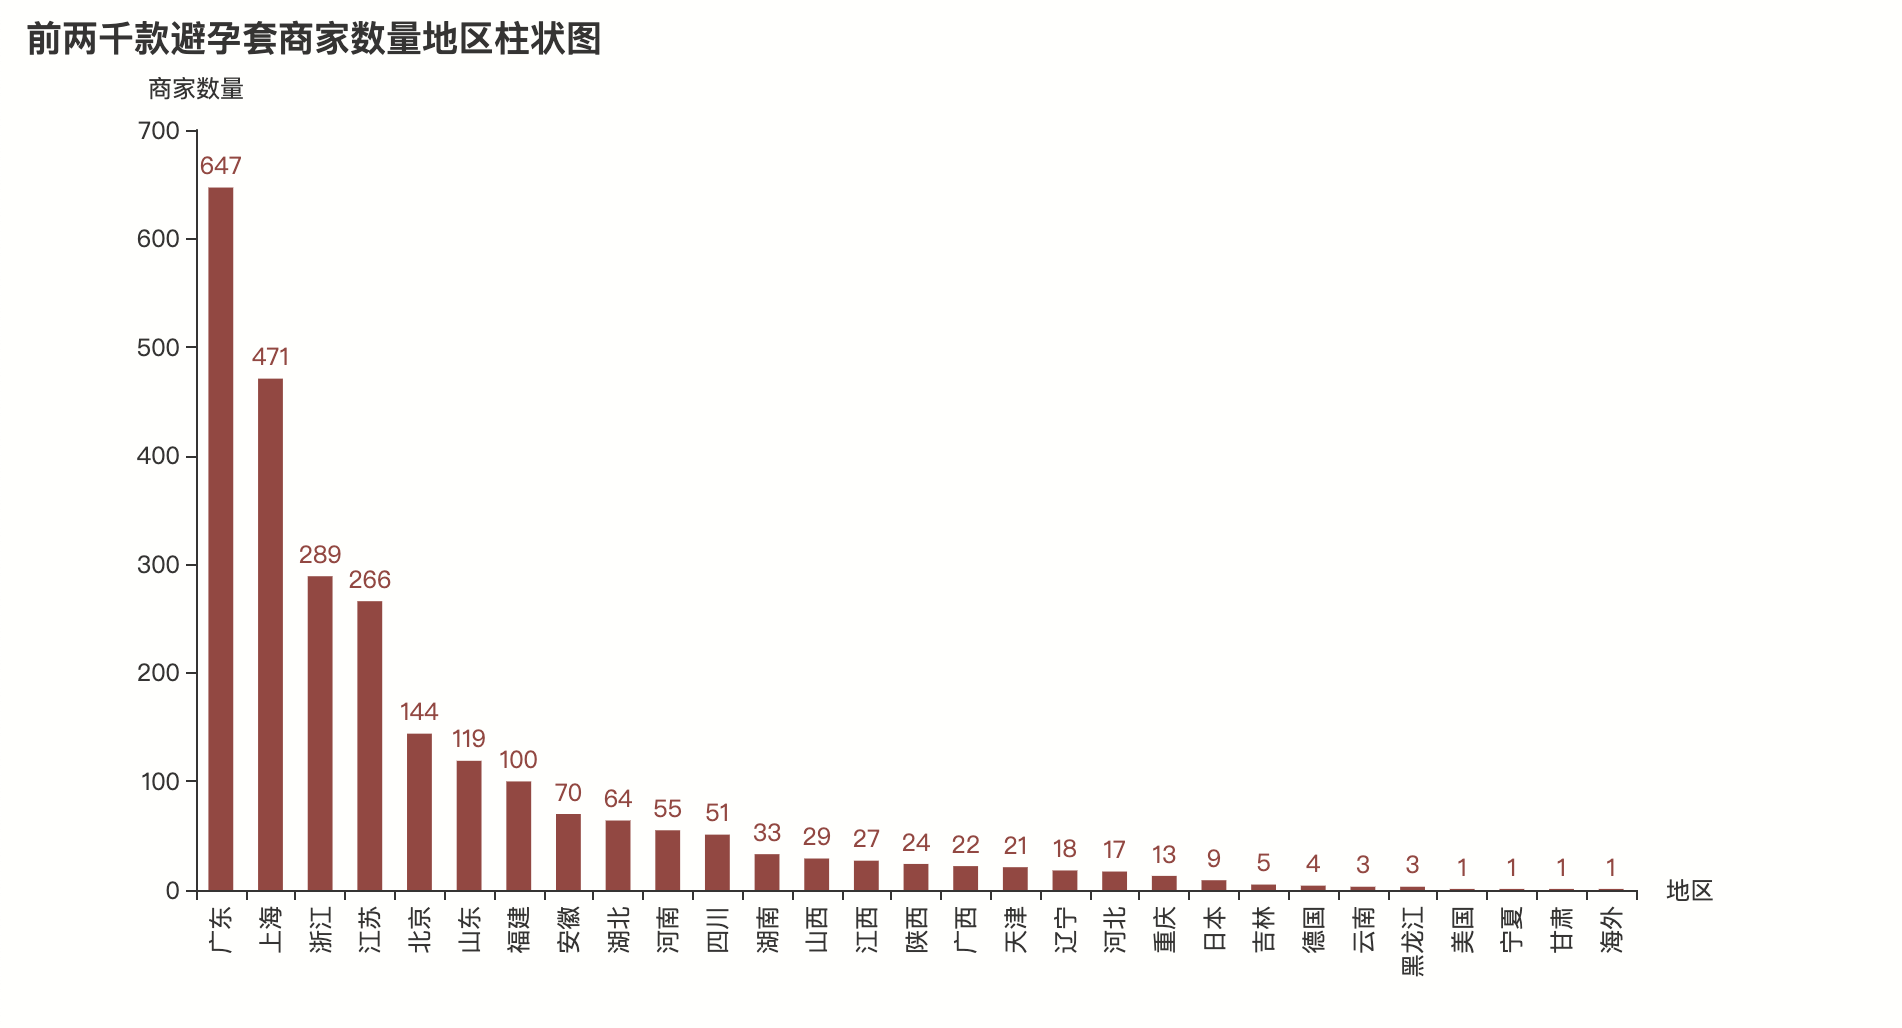 前两千款避孕套商家数量地区柱状图
商家数量
700
600
500
400
300
200
100
0
647
471
289
266
144
119
100
70
64
55
51
33
29
27
24
22
21
18
17
13
9
5
4
3
3
1
1
1
1
广东
上海
浙江
江苏
北京
山东
福建
安徽
湖北
河南
四川
湖南
山西
江西
陕西
广西
天津
辽宁
河北
重庆
日本
吉林
德国
云南
黑龙江
美国
宁夏
甘肃
海外
地区